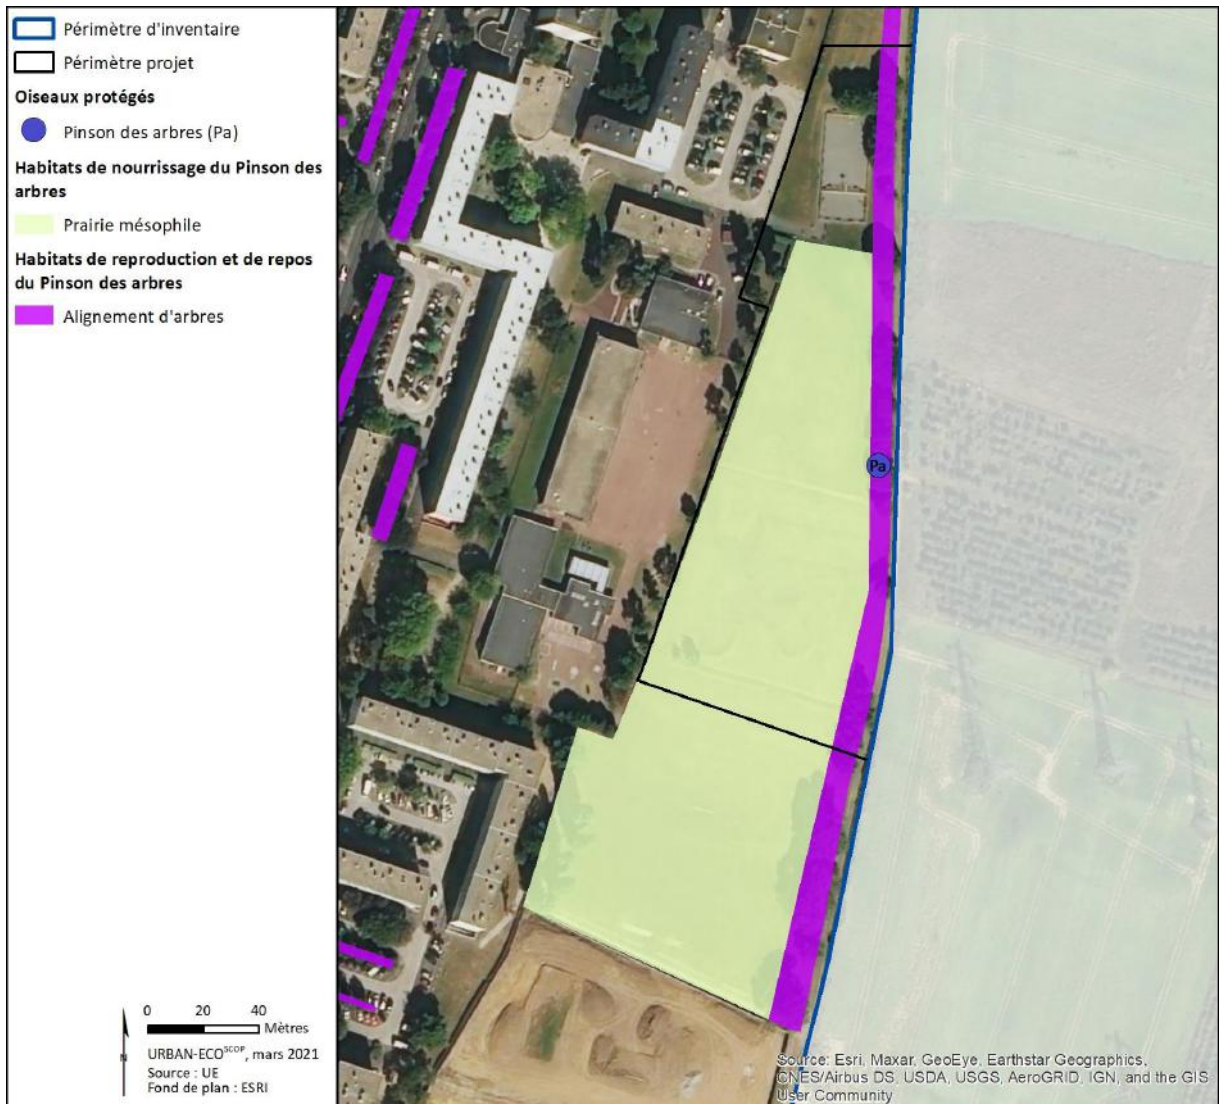 Périmètre d'inventaire
Périmètre projet
Oiseaux protégés
Pinson des arbres (Pa)
Habitats de nourrissage du Pinson des
arbres
Prairie mésophile
Habitats de reproduction et de repos
du Pinson des arbres
Alignement d'arbres
Pa
0 20 40
Mètres
N
URBAN-ECO SCOP, mars 2021
Source : UE
Fond de plan : ESRI
Source: Esri, Maxar, GeoEye, Earthstar Geographics,
CNES/Airbus DS, USDA, USGS, AeroGRID, IGN, and the GIS
User Community